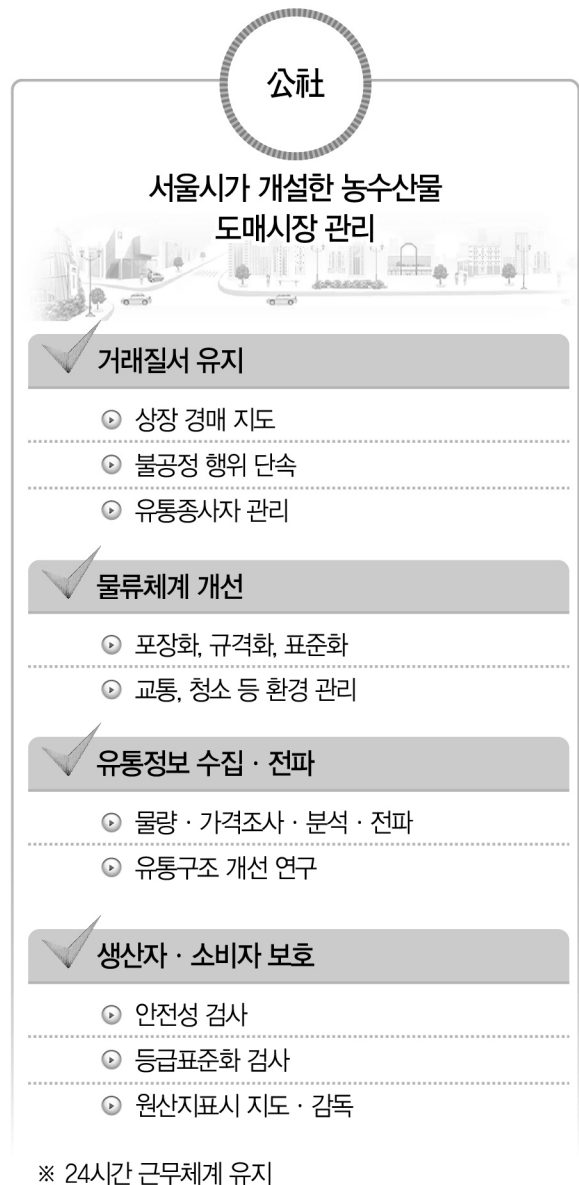 公社
서울시가 개설한 농수산물
도매시장 관리
거래질서 유지
상장 경매 지도
불공정 행위 단속
유통종사자 관리
물류체계 개선
포장화, 규격화, 표준화
교통, 청소 등 환경 관리
유통정보 수집 · 전파
물량 · 가격조사 · 분석 · 전파
유통구조 개선 연구
생산자 · 소비자 보호
안전성 검사
등급표준화 검사
원산지표시 지도 · 감독
※ 24시간 근무체계 유지